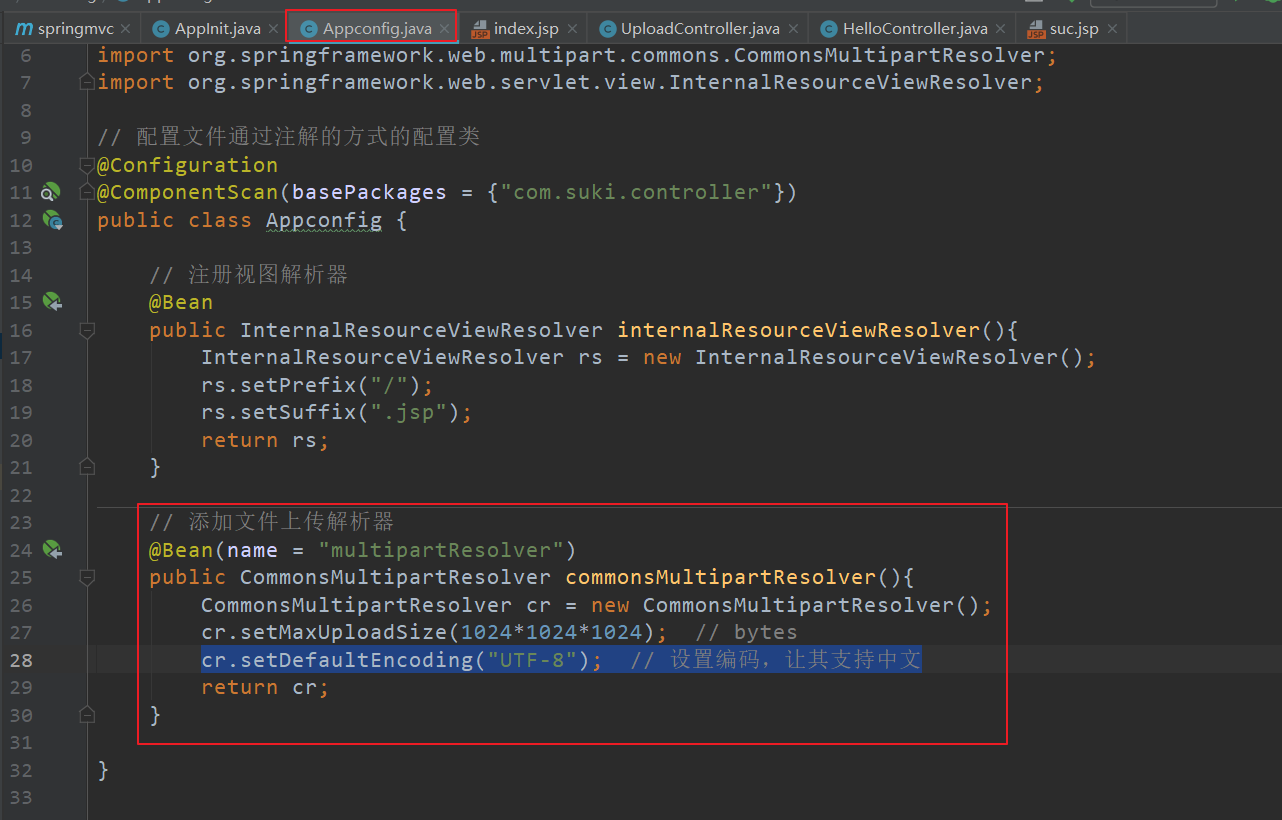 springmvc
AppInit.java
Appconfig.java
index.jsp
UploadController.java
HelloController.java
suc.jsp
6 import org.springframework.web.multipart.commons.CommonsMultipartResolver;
7 import org.springframework.web.servlet.view.InternalResourceViewResolver;
8
9 // 配置文件通过注解的方式的配置类
10 @Configuration
11 @ComponentScan(basePackages = {"com.suki.controller"})
12 public class Appconfig {
13
14 // 注册视图解析器
15 @Bean
16 public InternalResourceViewResolver internalResourceViewResolver(){
17 InternalResourceViewResolver rs = new InternalResourceViewResolver();
18 rs.setPrefix("/");
19 rs.setSuffix(".jsp");
20 return rs;
21 }
22
23 // 添加文件上传解析器
24 @Bean(name = "multipartResolver")
25 public CommonsMultipartResolver commonsMultipartResolver(){
26 CommonsMultipartResolver cr = new CommonsMultipartResolver();
27 cr.setMaxUploadSize(1024*1024*1024); // bytes
28 cr.setDefaultEncoding("UTF-8"); // 设置编码，让其支持中文
29 return cr;
30 }
31
32 }
33